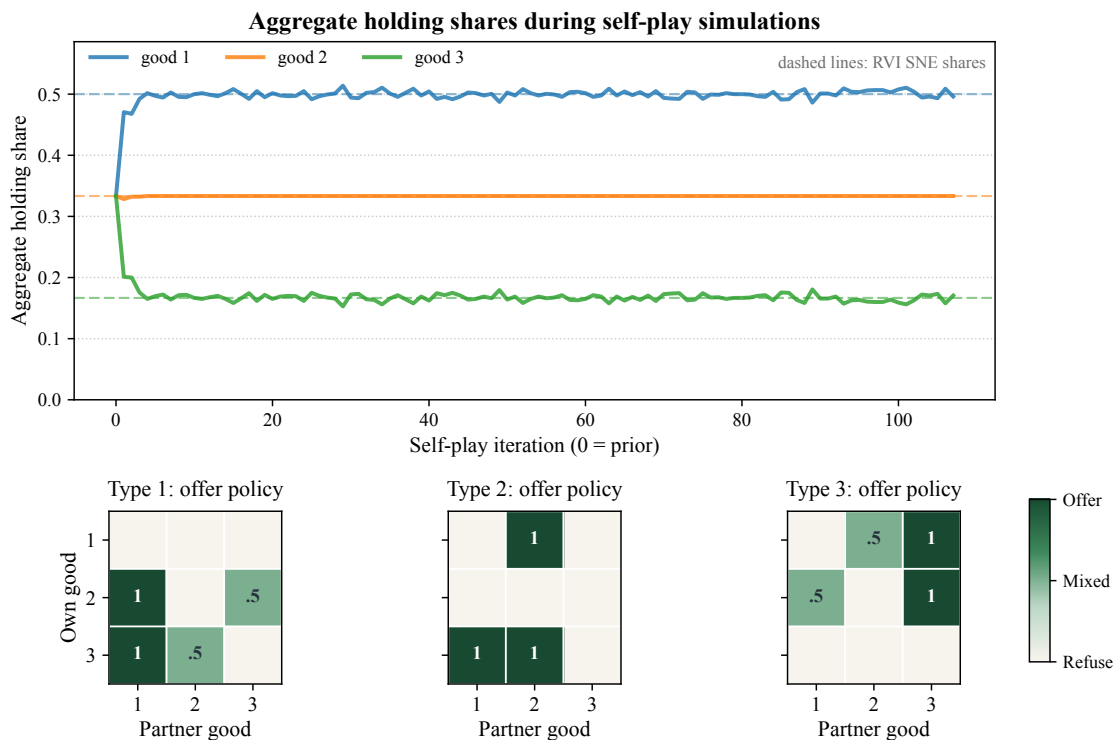 Aggregate holding shares during self-play simulations
good 1 good 2 good 3
dashed lines: RVI SNE shares
Aggregate holding share
0.5
0.4
0.3
0.2
0.1
0.0
0 20 40 60 80 100
Self-play iteration (0 = prior)
Type 1: offer policy
Type 2: offer policy
Type 3: offer policy
Own good
1
2
3
1 .5
1 .5
1 2 3
Partner good
1
1 1
1 2 3
Partner good
.5 1
.5 1
1 2 3
Partner good
Offer
Mixed
Refuse